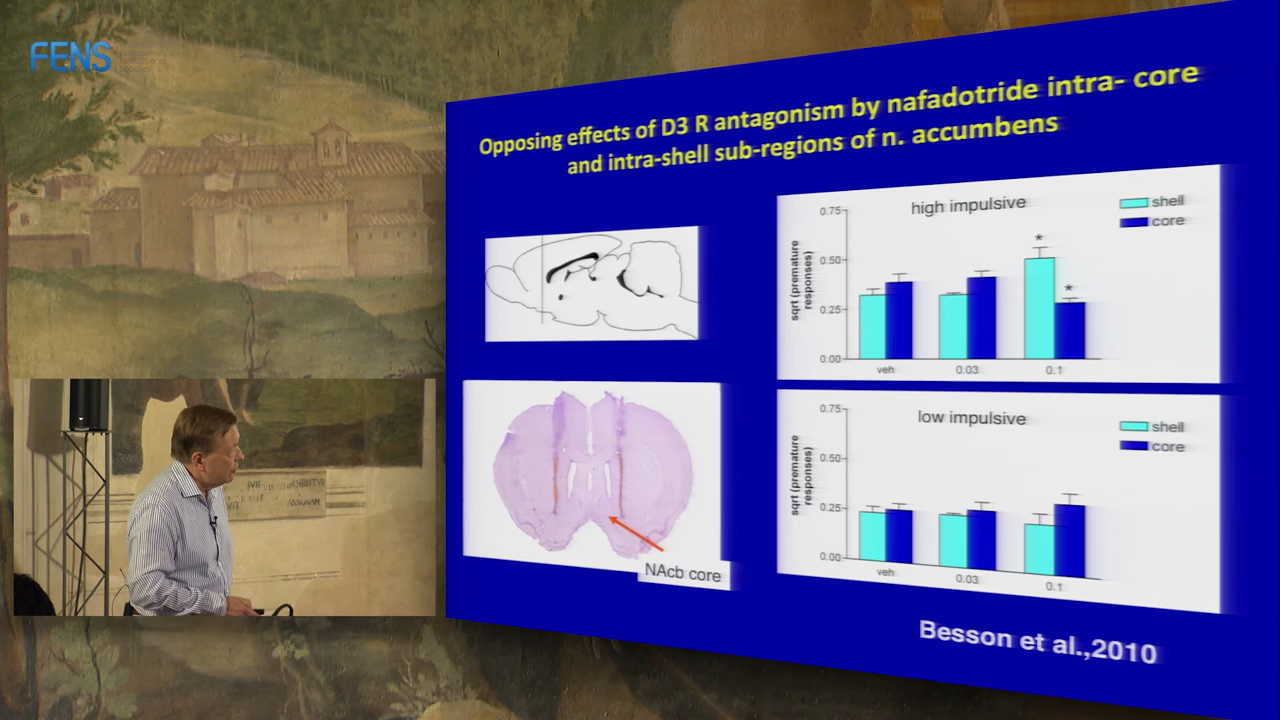 FENS
Opposing effects of D3 R antagonism by nafadotride intra- core
and intra-shell sub-regions of n. accumbens
high impulsive
shell
core
sqrt (premature
responses)
0.75
0.50
0.25
0.00
*
*
veh
0.03
0.1
NAcb core
low impulsive
shell
core
sqrt (premature
responses)
0.75
0.50
0.25
0.00
veh
0.03
0.1
Besson et al.,2010